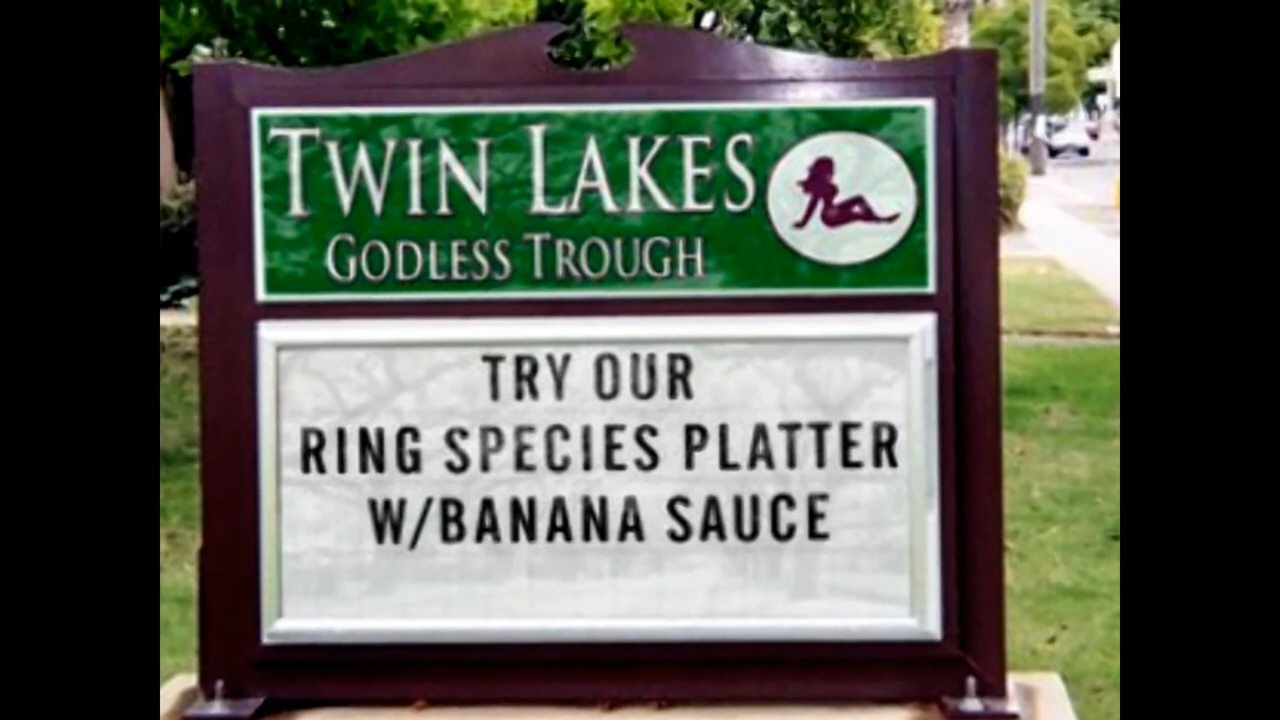 TWIN LAKES
GODLESS TROUGH
TRY OUR
RING SPECIES PLATTER
W/BANANA SAUCE